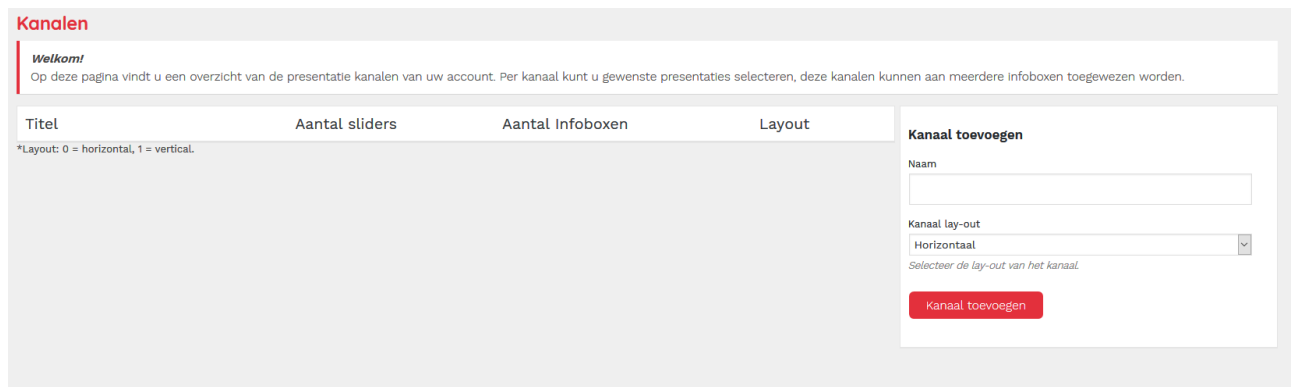 Kanalen
Welkom!
Op deze pagina vindt u een overzicht van de presentatie kanalen van uw account. Per kanaal kunt u gewenste presentaties selecteren, deze kanalen kunnen aan meerdere infoboxen toegewezen worden.
Titel Aantal sliders Aantal Infoboxen Layout
*Layout: 0 = horizontal, 1 = vertical.
Kanaal toevoegen
Naam
Kanaal lay-out
Horizontaal
Selecteer de lay-out van het kanaal.
Kanaal toevoegen